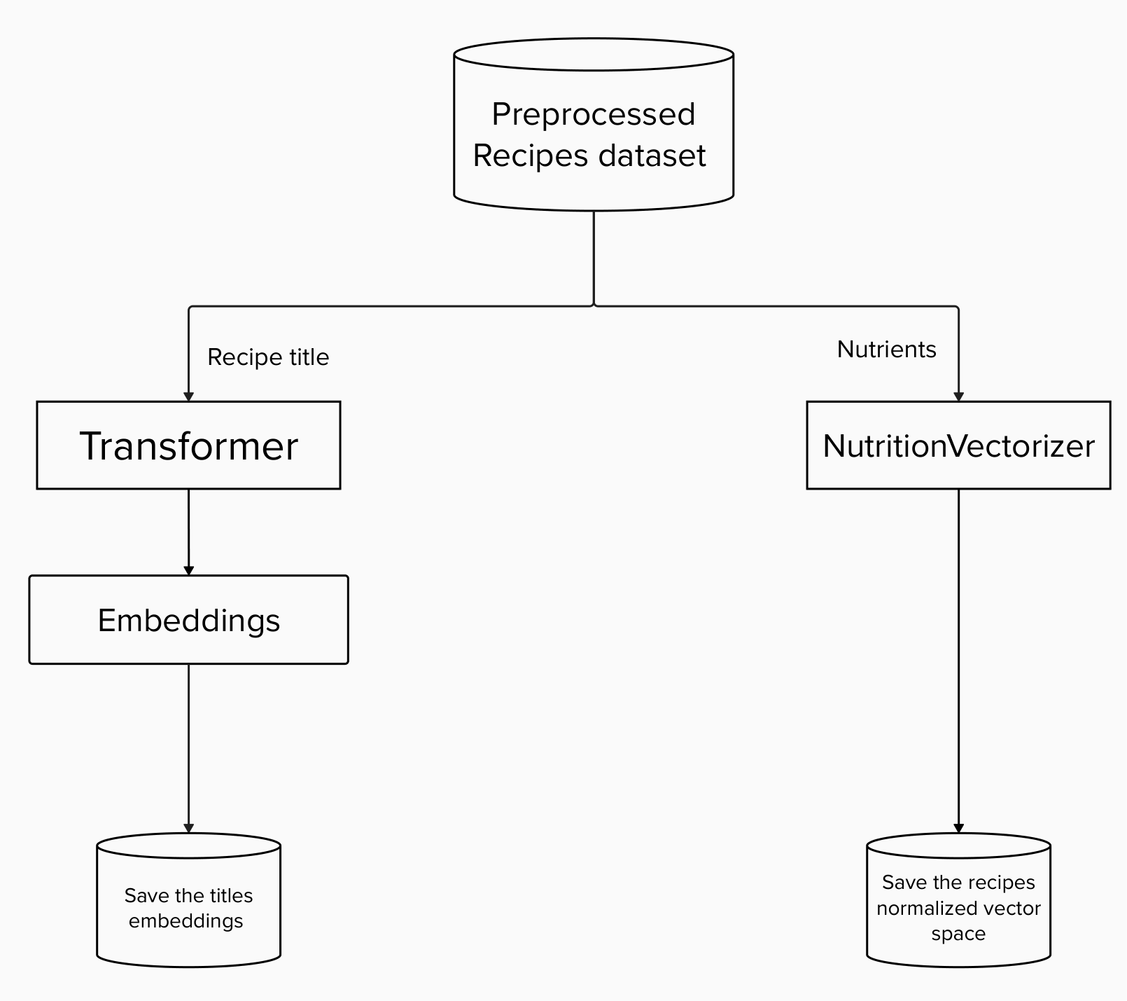 Preprocessed
Recipes dataset
Recipe title
Nutrients
Transformer
NutritionVectorizer
Embeddings
Save the titles
embeddings
Save the recipes
normalized vector
space